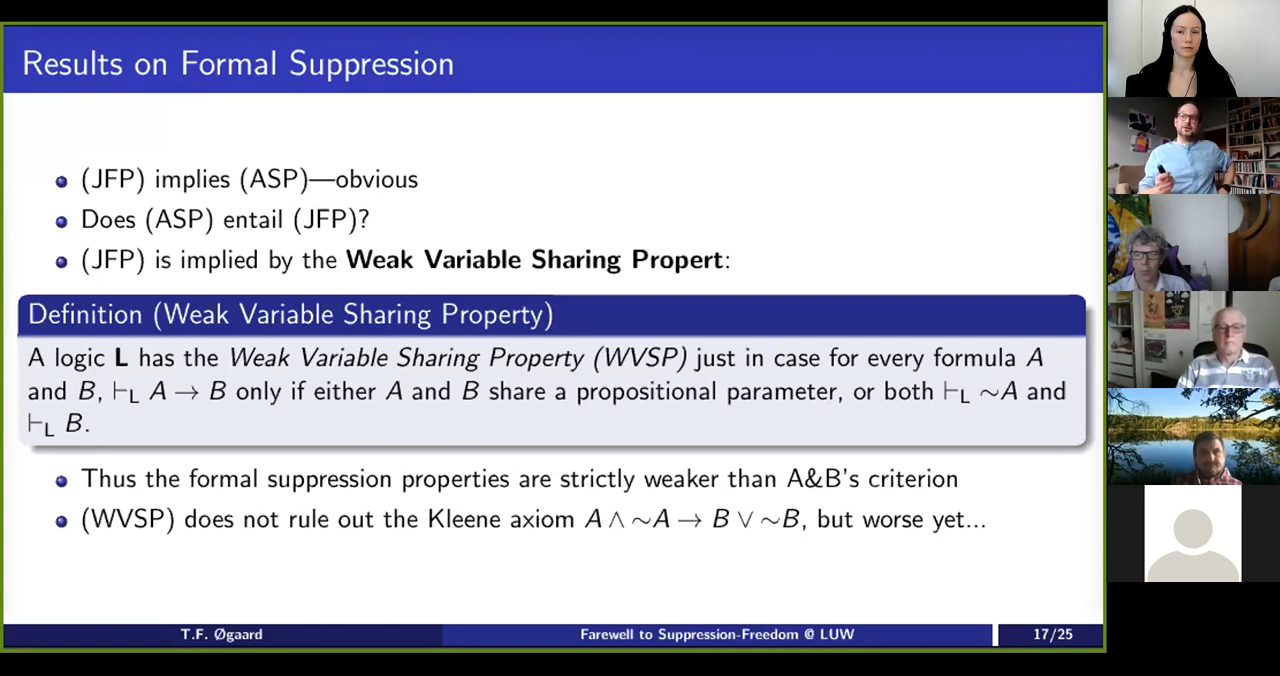 Results on Formal Suppression
(JFP) implies (ASP)—obvious
Does (ASP) entail (JFP)?
(JFP) is implied by the Weak Variable Sharing Propert:
Definition (Weak Variable Sharing Property)
A logic L has the Weak Variable Sharing Property (WVSP) just in case for every formula A
and B, ⊢L A → B only if either A and B share a propositional parameter, or both ⊢L ∼A and
⊢L B.
Thus the formal suppression properties are strictly weaker than A&B's criterion
(WVSP) does not rule out the Kleene axiom A ∧ ∼A → B ∨ ∼B, but worse yet...
T.F. Øgaard
Farewell to Suppression-Freedom @ LUW
17/25